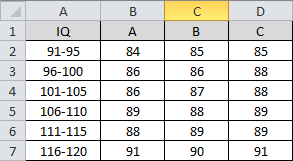 A B C D
1 IQ A B C
2 91-95 84 85 85
3 96-100 86 86 88
4 101-105 86 87 88
5 106-110 89 88 89
6 111-115 88 89 89
7 116-120 91 90 91